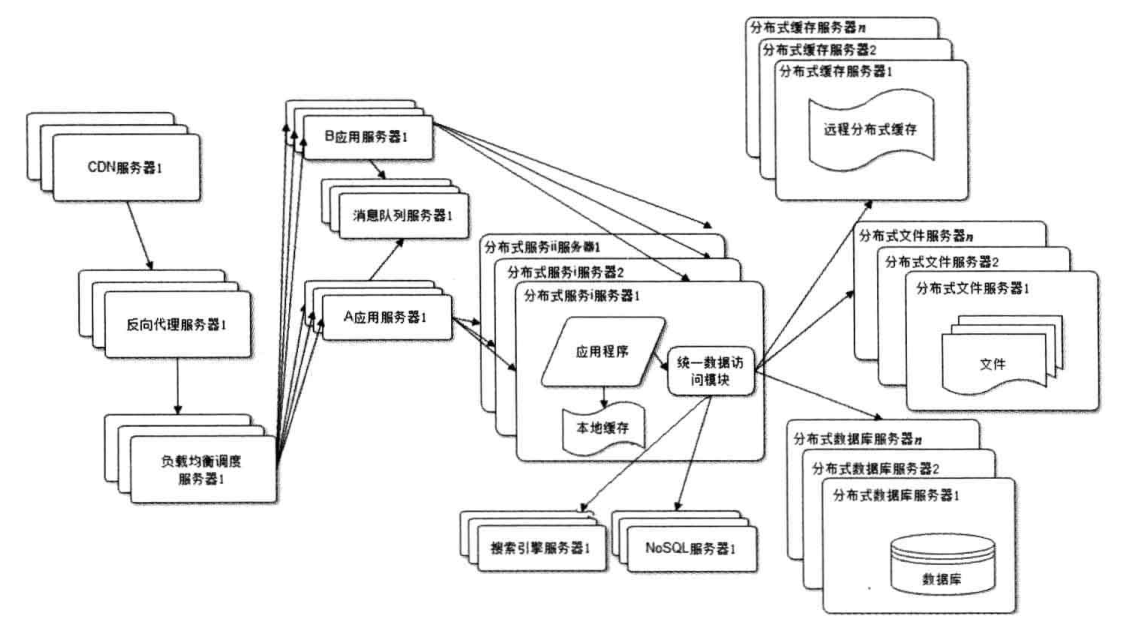 CDN服务器1
反向代理服务器1
负载均衡调度
服务器1
B应用服务器1
消息队列服务器1
A应用服务器1
分布式服务ii服务器1
分布式服务i服务器2
分布式服务i服务器1
应用程序
统一数据访
问模块
本地缓存
搜索引擎服务器1
NoSQL服务器1
分布式缓存服务器n
分布式缓存服务器2
分布式缓存服务器1
远程分布式缓存
分布式文件服务器n
分布式文件服务器2
分布式文件服务器1
文件
分布式数据库服务器n
分布式数据库服务器2
分布式数据库服务器1
数据库